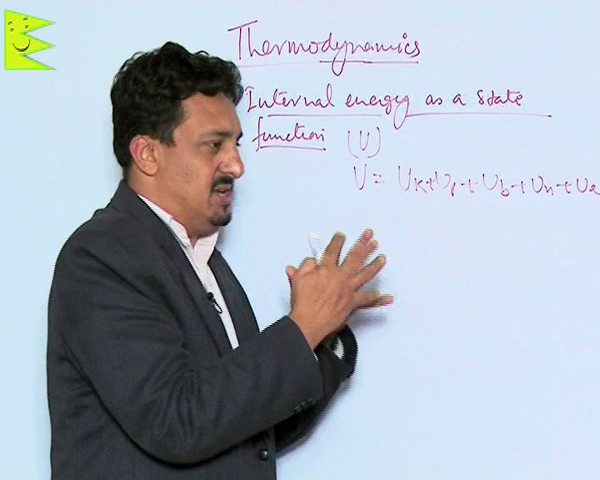 Thermodynamics
Internal energy as a state
function (U)
U = Uk + Up + Ub + Un + Ue